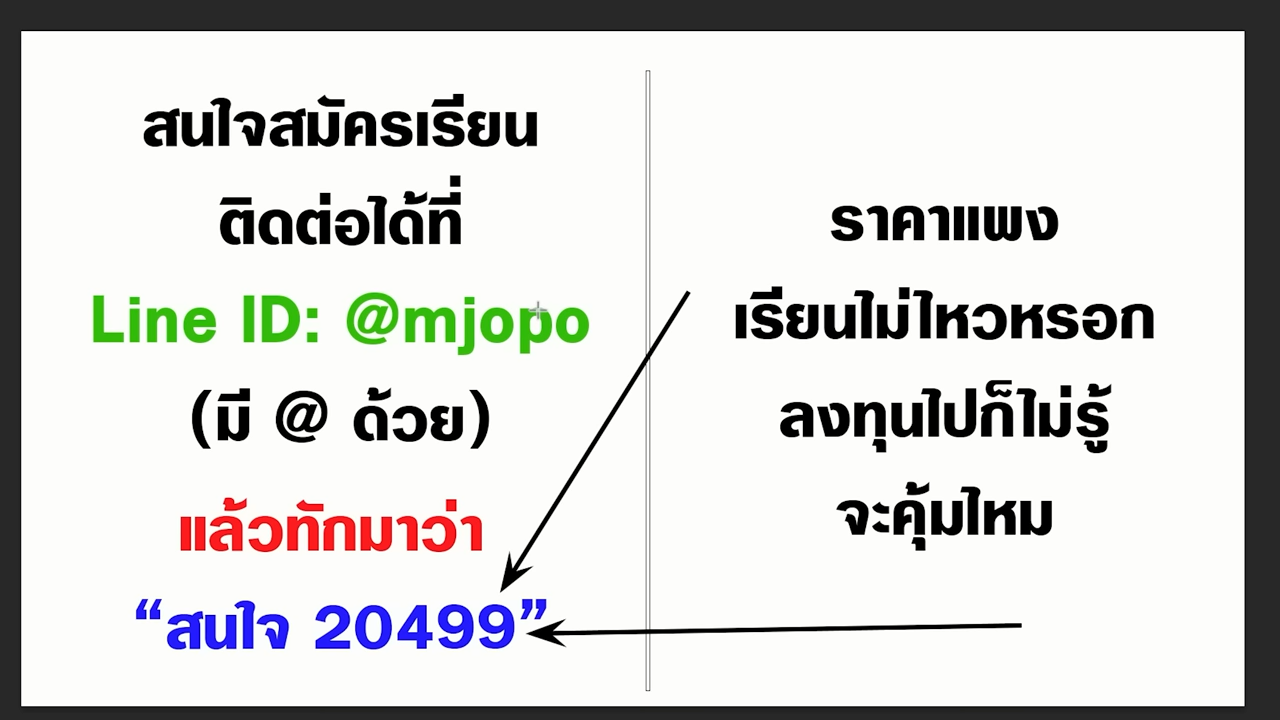 สนใจสมัครเรียน
ติดต่อได้ที่
Line ID: @mjopo
(มี @ ด้วย)
แล้วทักมาว่า
“สนใจ 20499”
ราคาแพง
เรียนไม่ไหวหรอก
ลงทุนไปก็ไม่รู้
จะคุ้มไหม